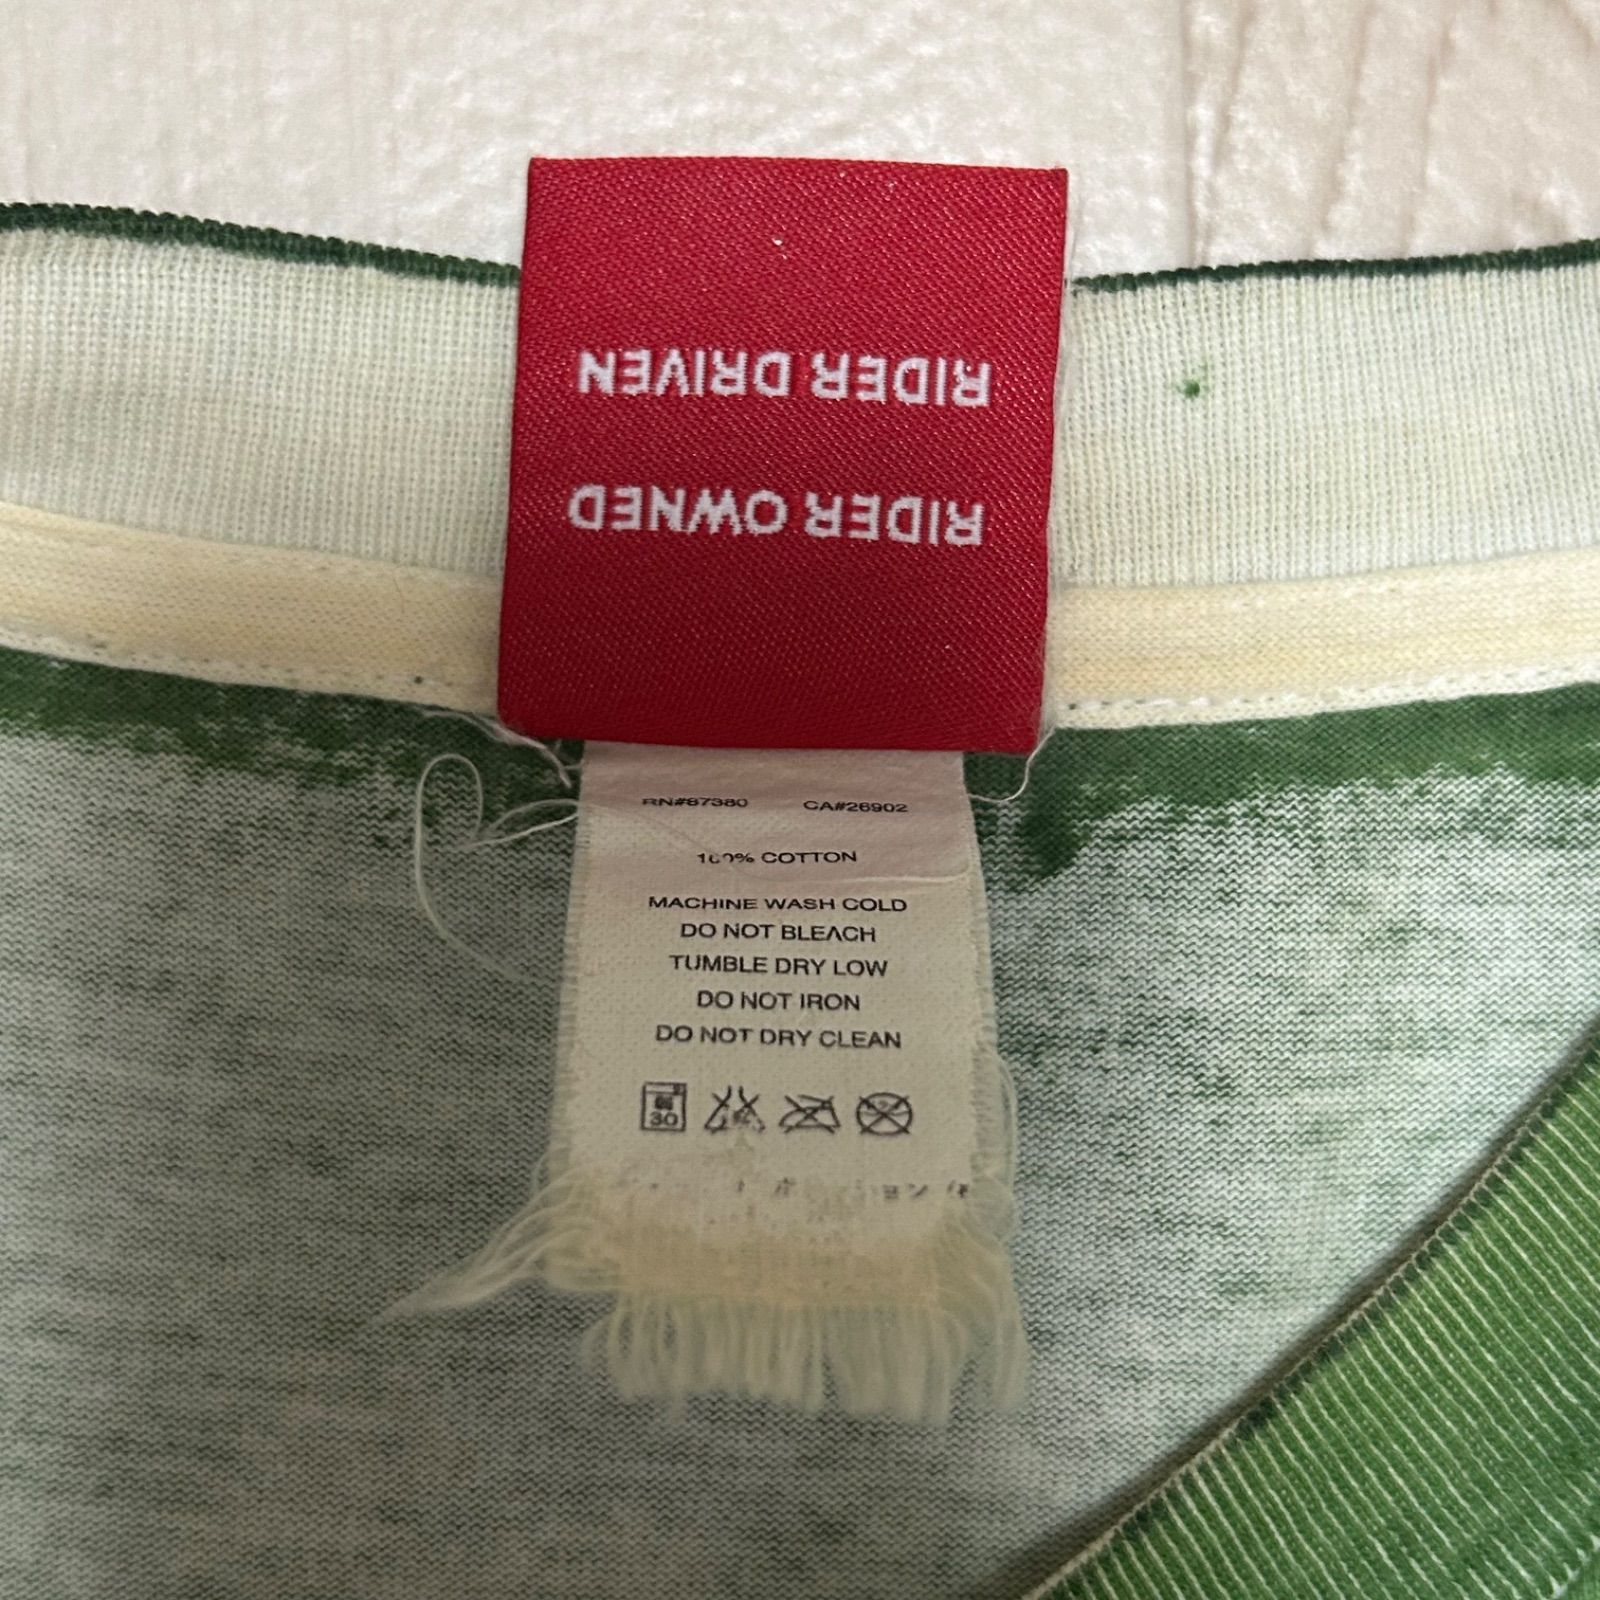 RIDER OWNED
RIDER DRIVEN
RN#87380 CA#26902
100% COTTON
MACHINE WASH COLD
DO NOT BLEACH
TUMBLE DRY LOW
DO NOT IRON
DO NOT DRY CLEAN
30